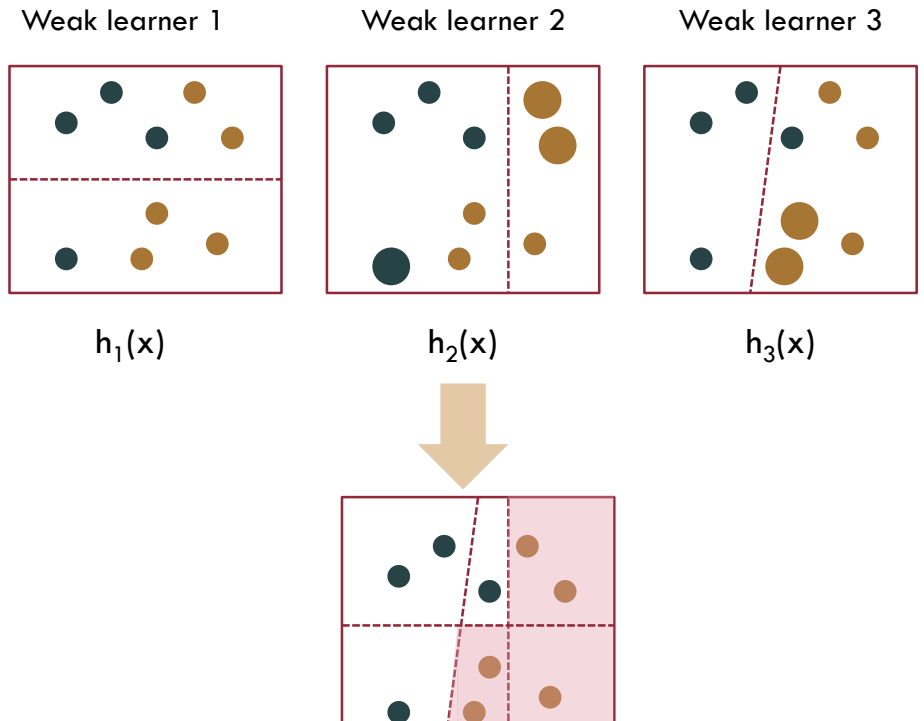 Weak learner 1
Weak learner 2
Weak learner 3
h₁(x)
h₂(x)
h₃(x)